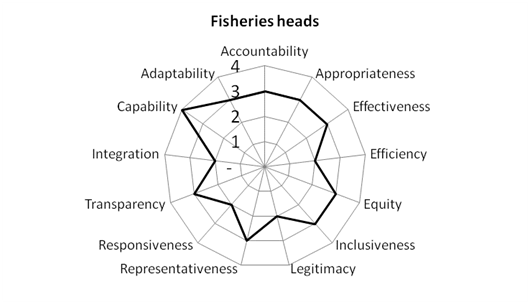 Fisheries heads
Accountability
4
Adaptability
Appropriateness
3
Capability
Effectiveness
2
1
Integration
Efficiency
-
Transparency
Equity
Responsiveness
Inclusiveness
Representativeness
Legitimacy